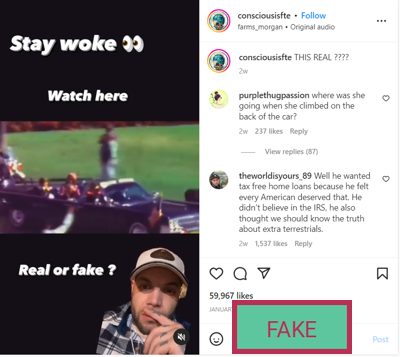 Stay woke 👀
Watch here
Real or fake ?
consciousisfte • Follow
farms_morgan • Original audio
consciousisfte THIS REAL ????
2w
purplethugpassion where was she
going when she climbed on the
back of the car?
2w 237 likes Reply
View replies (87)
theworldisyours_89 Well he wanted
tax free home loans because he felt
every American deserved that. He
didn't believe in the IRS, he also
thought we should know the truth
about extra terrestrials.
2w 1,537 likes Reply
59,967 likes
JANUARY
FAKE
Post